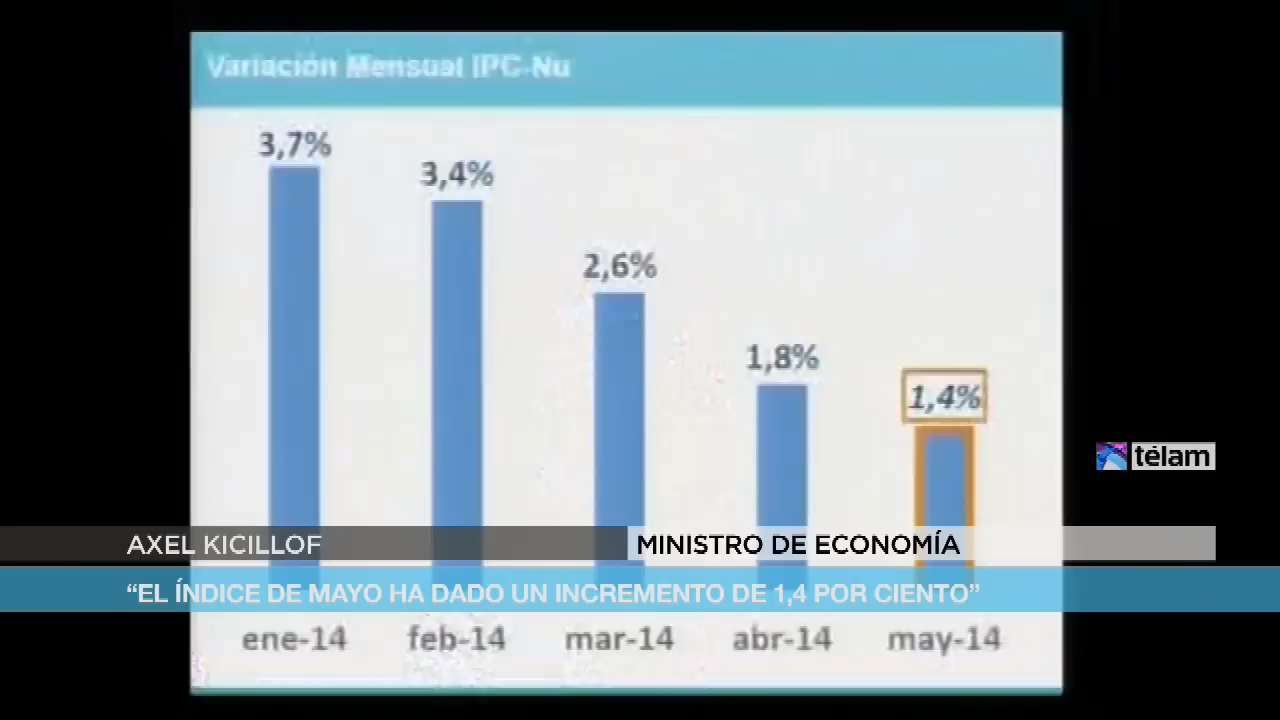 Variación Mensual IPC-Nu
3,7%
3,4%
2,6%
1,8%
1,4%
télam
AXEL KICILLOF
MINISTRO DE ECONOMÍA
“EL ÍNDICE DE MAYO HA DADO UN INCREMENTO DE 1,4 POR CIENTO”
ene-14 feb-14 mar-14 abr-14 may-14